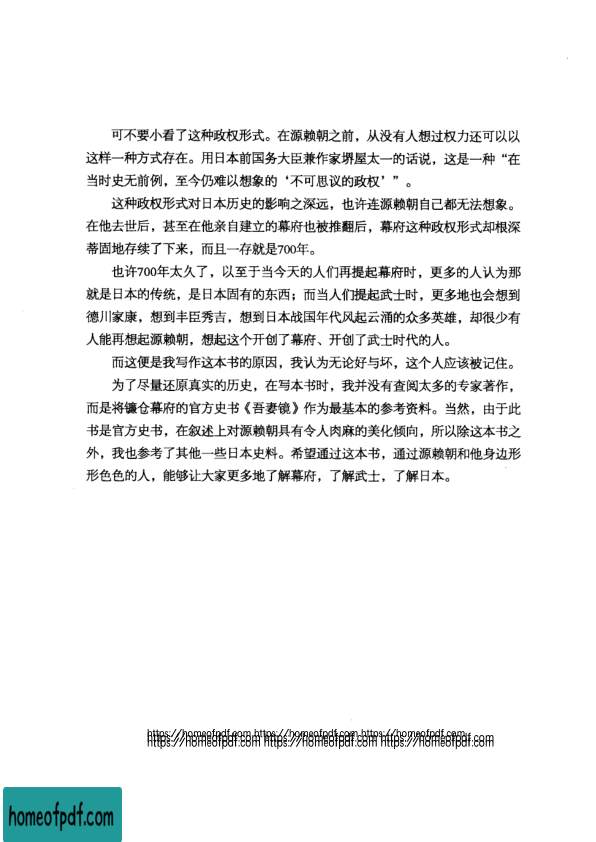 可不要小看了这种政权形式。在源赖朝之前，从没有人想过权力还可以以
这样一种方式存在。用日本前国务大臣兼作家堺屋太一的话说，这是一种“在
当时史无前例，至今仍难以想象的‘不可思议的政权’”。
这种政权形式对日本历史的影响之深远，也许连源赖朝自己都无法想象。
在他去世后，甚至在他亲自建立的幕府也被推翻后，幕府这种政权形式却根深
蒂固地存续了下来，而且一存就是700年。
也许700年太久了，以至于当今天的人们再提起幕府时，更多的人认为那
就是日本的传统，是日本固有的东西；而当人们提起武士时，更多地也会想到
德川家康，想到丰臣秀吉，想到日本战国年代风起云涌的众多英雄，却很少有
人能再想起源赖朝，想起这个开创了幕府、开创了武士时代的人。
而这便是我写作这本书的原因，我认为无论好与坏，这个人应该被记住。
为了尽量还原真实的历史，在写本书时，我并没有查阅太多的专家著作，
而是将镰仓幕府的官方史书《吾妻镜》作为最基本的参考资料。当然，由于此
书是官方史书，在叙述上对源赖朝具有令人肉麻的美化倾向，所以除这本书之
外，我也参考了其他一些日本史料。希望通过这本书，通过源赖朝和他身边形
形色色的人，能够让大家更多地了解幕府，了解武士，了解日本。
https://homeofpdf.com https://homeofpdf.com https://homeofpdf.com
https://homeofpdf.com https://homeofpdf.com https://homeofpdf.com
homeofpdf.com